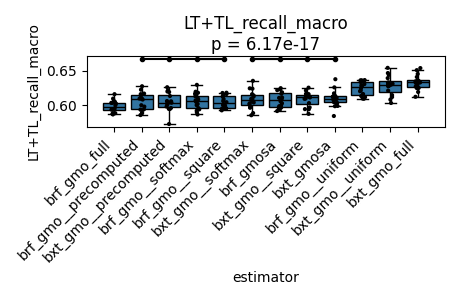 LT+TL_recall_macro
p = 6.17e-17
LT+TL_recall_macro
0.65
0.60
brf_gmo_full
brf_gmo__precomputed
bxt_gmo__precomputed
brf_gmo__softmax
brf_gmo__square
bxt_gmo__softmax
brf_gmosa
bxt_gmo__square
bxt_gmosa
brf_gmo__uniform
bxt_gmo__uniform
bxt_gmo_full
estimator